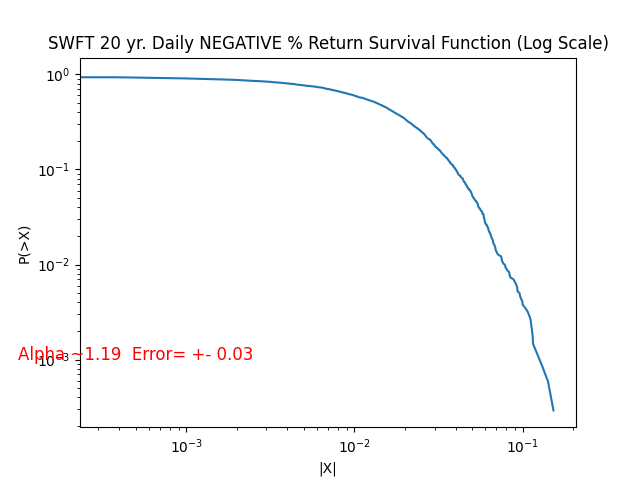 SWFT 20 yr. Daily NEGATIVE % Return Survival Function (Log Scale)
10⁰
10⁻¹
10⁻²
10⁻³
P(>X)
Alpha ~1.19  Error= +- 0.03
10⁻³
10⁻²
10⁻¹
|X|